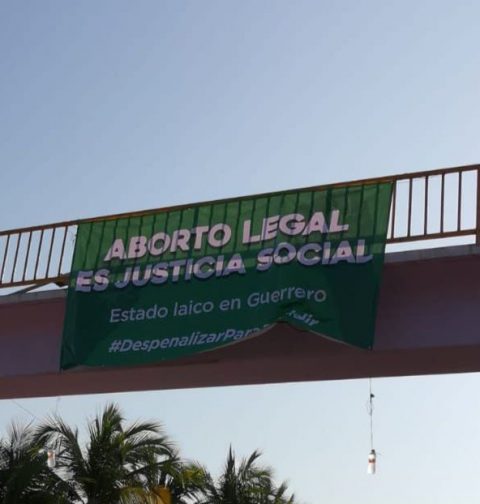 ABORTO LEGAL
ES JUSTICIA SOCIAL
Estado laico en Guerrero